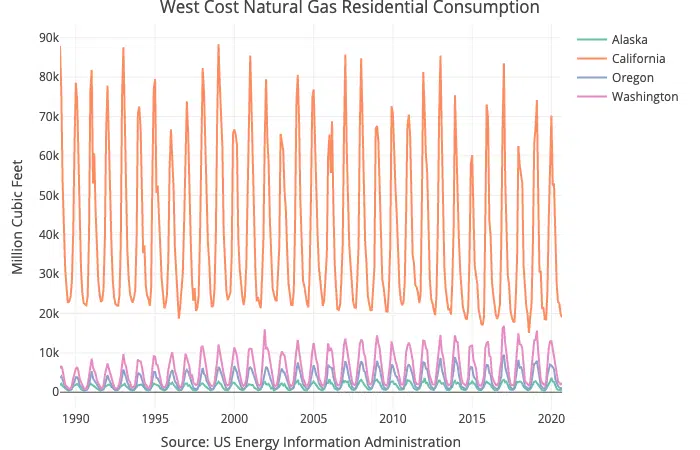 West Cost Natural Gas Residential Consumption
90k
80k
70k
60k
50k
40k
30k
20k
10k
0
Million Cubic Feet
1990
1995
2000
2005
2010
2015
2020
Alaska
California
Oregon
Washington
Source: US Energy Information Administration